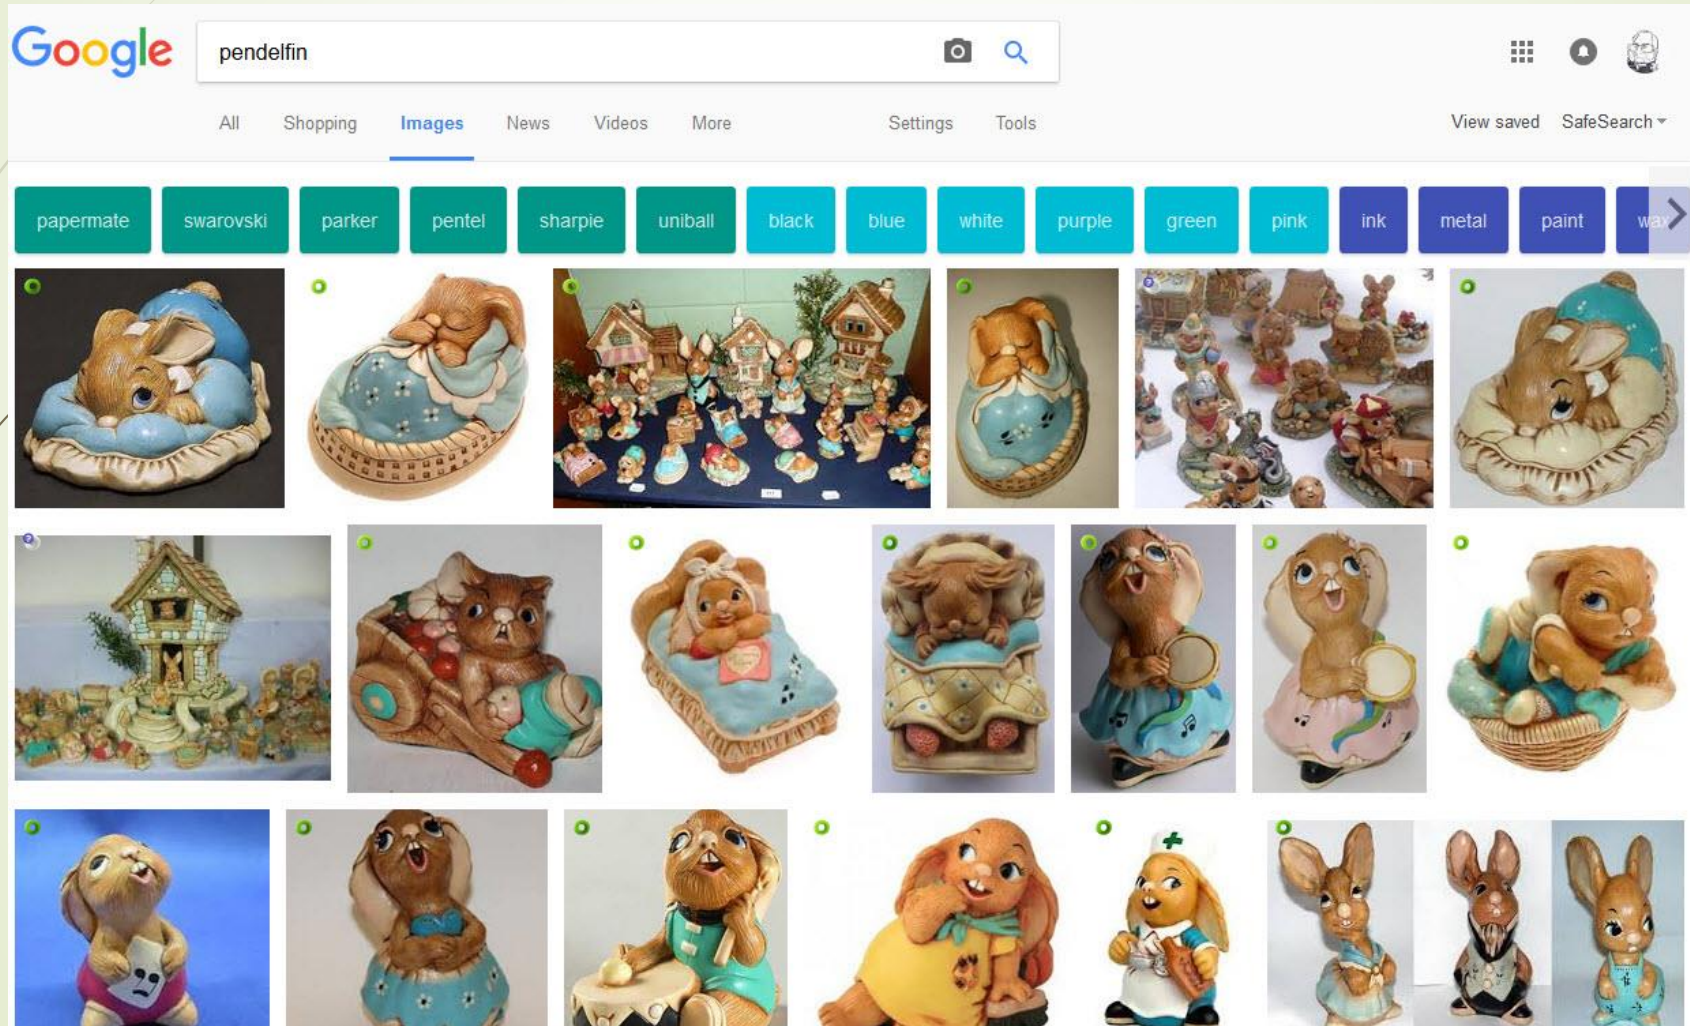 Google
pendelfin
All Shopping Images News Videos More Settings Tools
View saved SafeSearch
papermate swarovski parker pentel sharpie uniball black blue white purple green pink ink metal paint wax